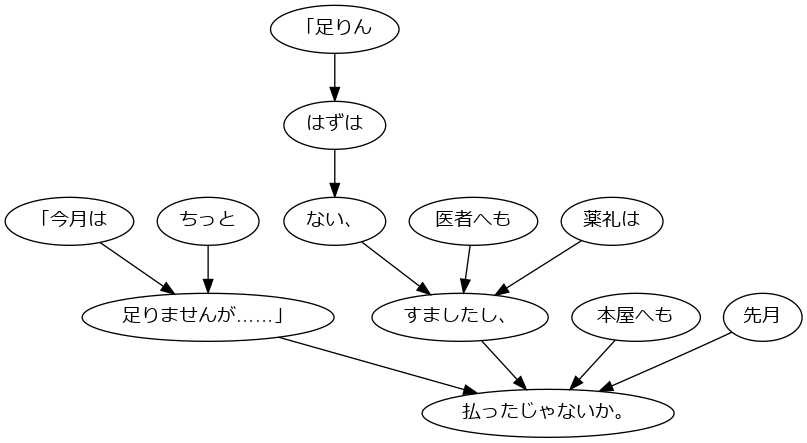 「足りん
はずは
「今月は
ちっと
ない、
医者へも
薬礼は
足りませんが……」
すましたし、
本屋へも
先月
払ったじゃないか。